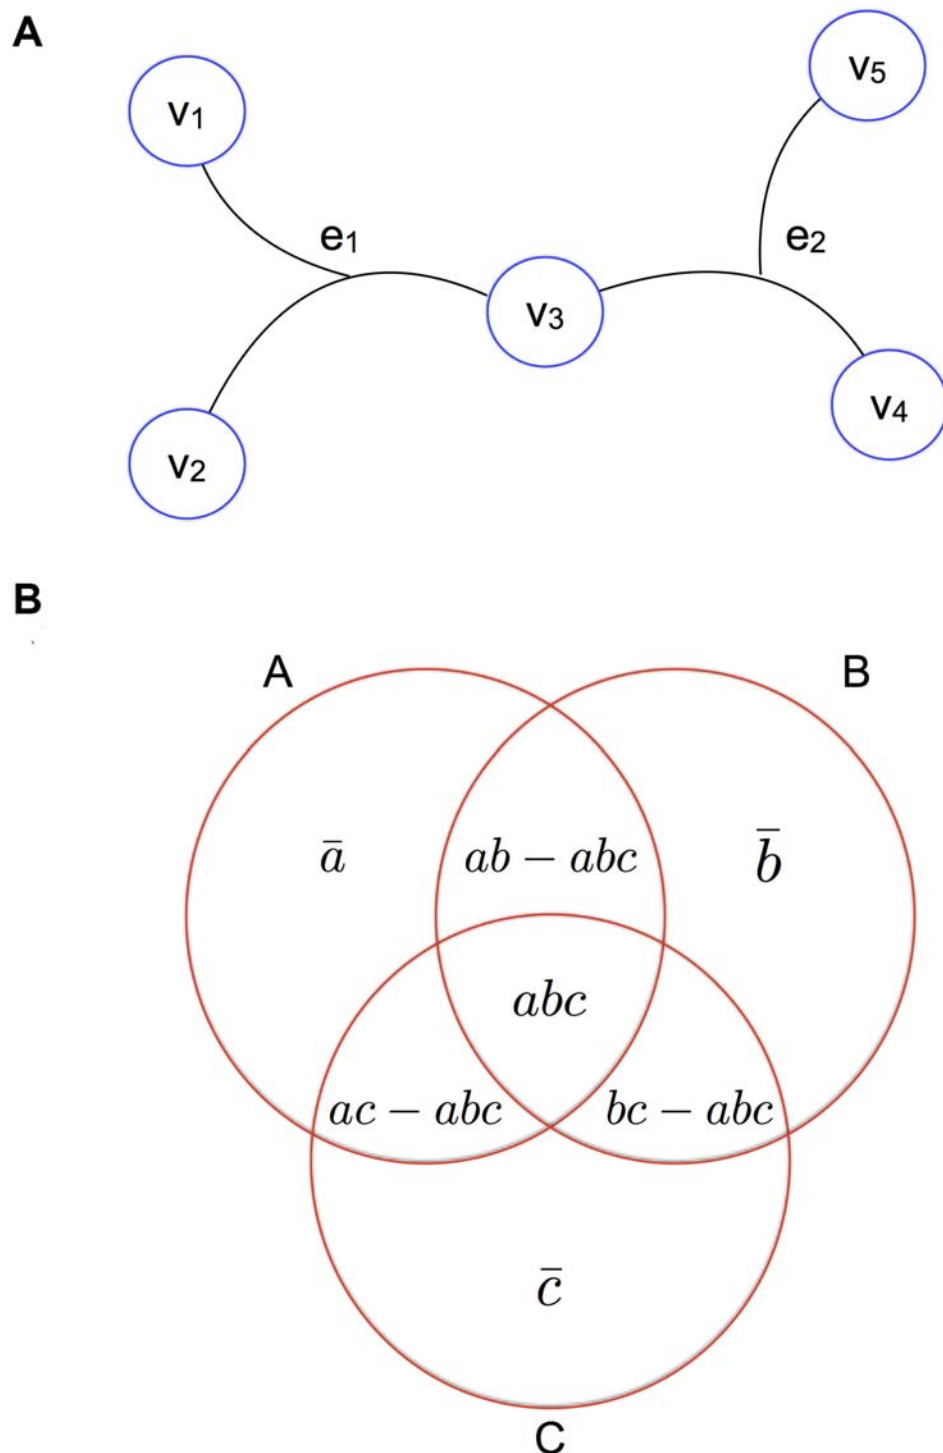 A
v₁
v₅
e₁
e₂
v₃
v₄
v₂
B
A
B
ā
ab − abc
b̄
abc
ac − abc
bc − abc
c̄
C